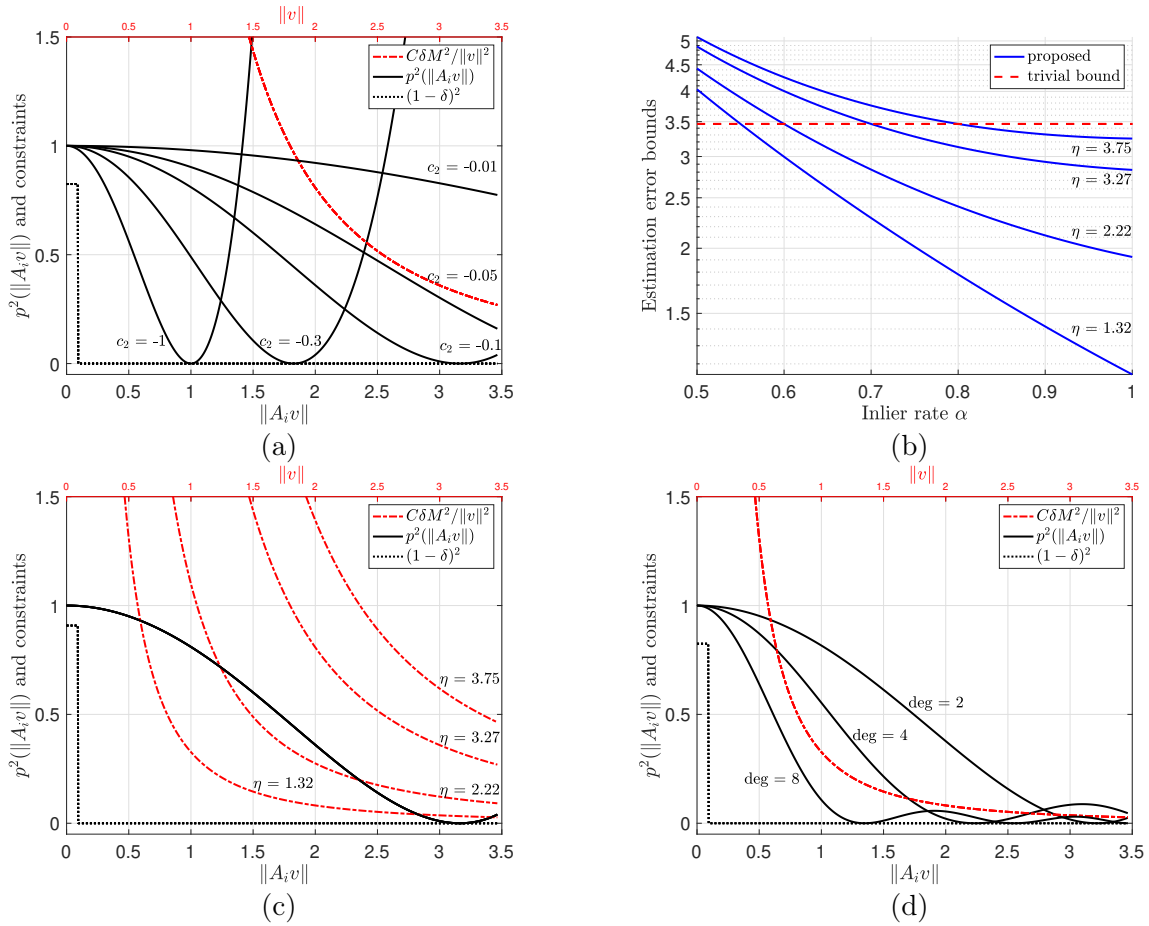 ‖v‖
0 0.5 1 1.5 2 2.5 3 3.5
1.5
1
0.5
0
p²(‖Aᵢv‖) and constraints
CδM²/‖v‖²
p²(‖Aᵢv‖)
(1 − δ)²
c₂ = -0.01
c₂ = -0.05
c₂ = -1
c₂ = -0.3
c₂ = -0.1
0 0.5 1 1.5 2 2.5 3 3.5
‖Aᵢv‖
(a)
5
4.5
4
3.5
3
2.5
2
1.5
Estimation error bounds
proposed
trivial bound
η = 3.75
η = 3.27
η = 2.22
η = 1.32
0.5 0.6 0.7 0.8 0.9 1
Inlier rate α
(b)
‖v‖
0 0.5 1 1.5 2 2.5 3 3.5
1.5
1
0.5
0
p²(‖Aᵢv‖) and constraints
CδM²/‖v‖²
p²(‖Aᵢv‖)
(1 − δ)²
η = 3.75
η = 3.27
η = 1.32
η = 2.22
0 0.5 1 1.5 2 2.5 3 3.5
‖Aᵢv‖
(c)
‖v‖
0 0.5 1 1.5 2 2.5 3 3.5
1.5
1
0.5
0
p²(‖Aᵢv‖) and constraints
CδM²/‖v‖²
p²(‖Aᵢv‖)
(1 − δ)²
deg = 2
deg = 4
deg = 8
0 0.5 1 1.5 2 2.5 3 3.5
‖Aᵢv‖
(d)